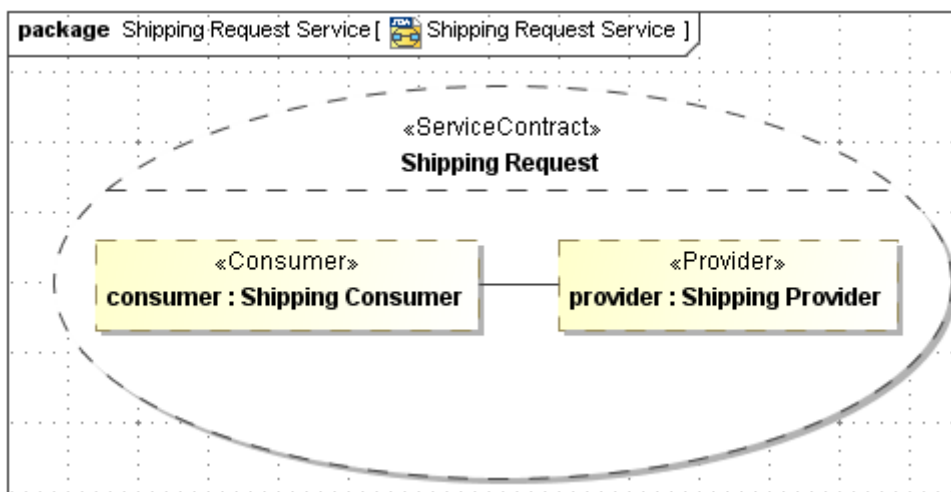 package Shipping Request Service [ Shipping Request Service ]
«ServiceContract»
Shipping Request
«Consumer»
consumer : Shipping Consumer
«Provider»
provider : Shipping Provider